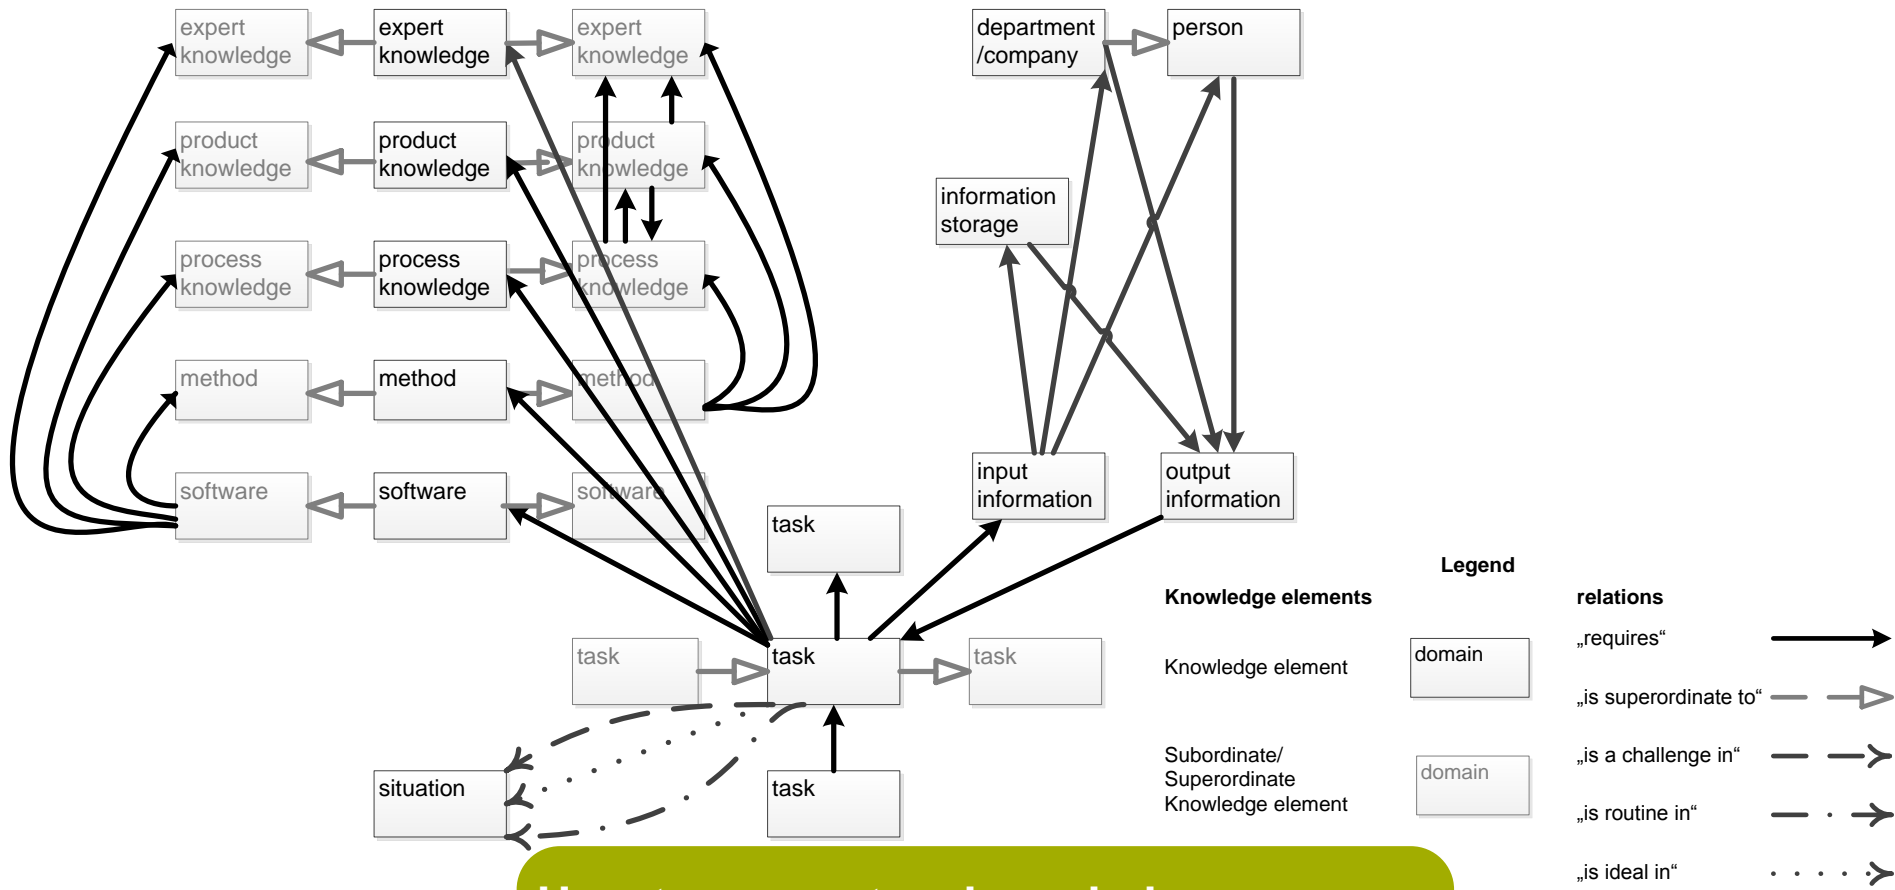 expert
knowledge
expert
knowledge
expert
knowledge
product
knowledge
product
knowledge
product
knowledge
process
knowledge
process
knowledge
process
knowledge
method
method
method
software
software
software
department
/company
person
information
storage
input
information
output
information
task
task
task
task
situation
task
Legend
Knowledge elements
relations
Knowledge element
domain
Subordinate/
Superordinate
Knowledge element
domain
„requires“
„is superordinate to“
„is a challenge in“
„is routine in“
„is ideal in“